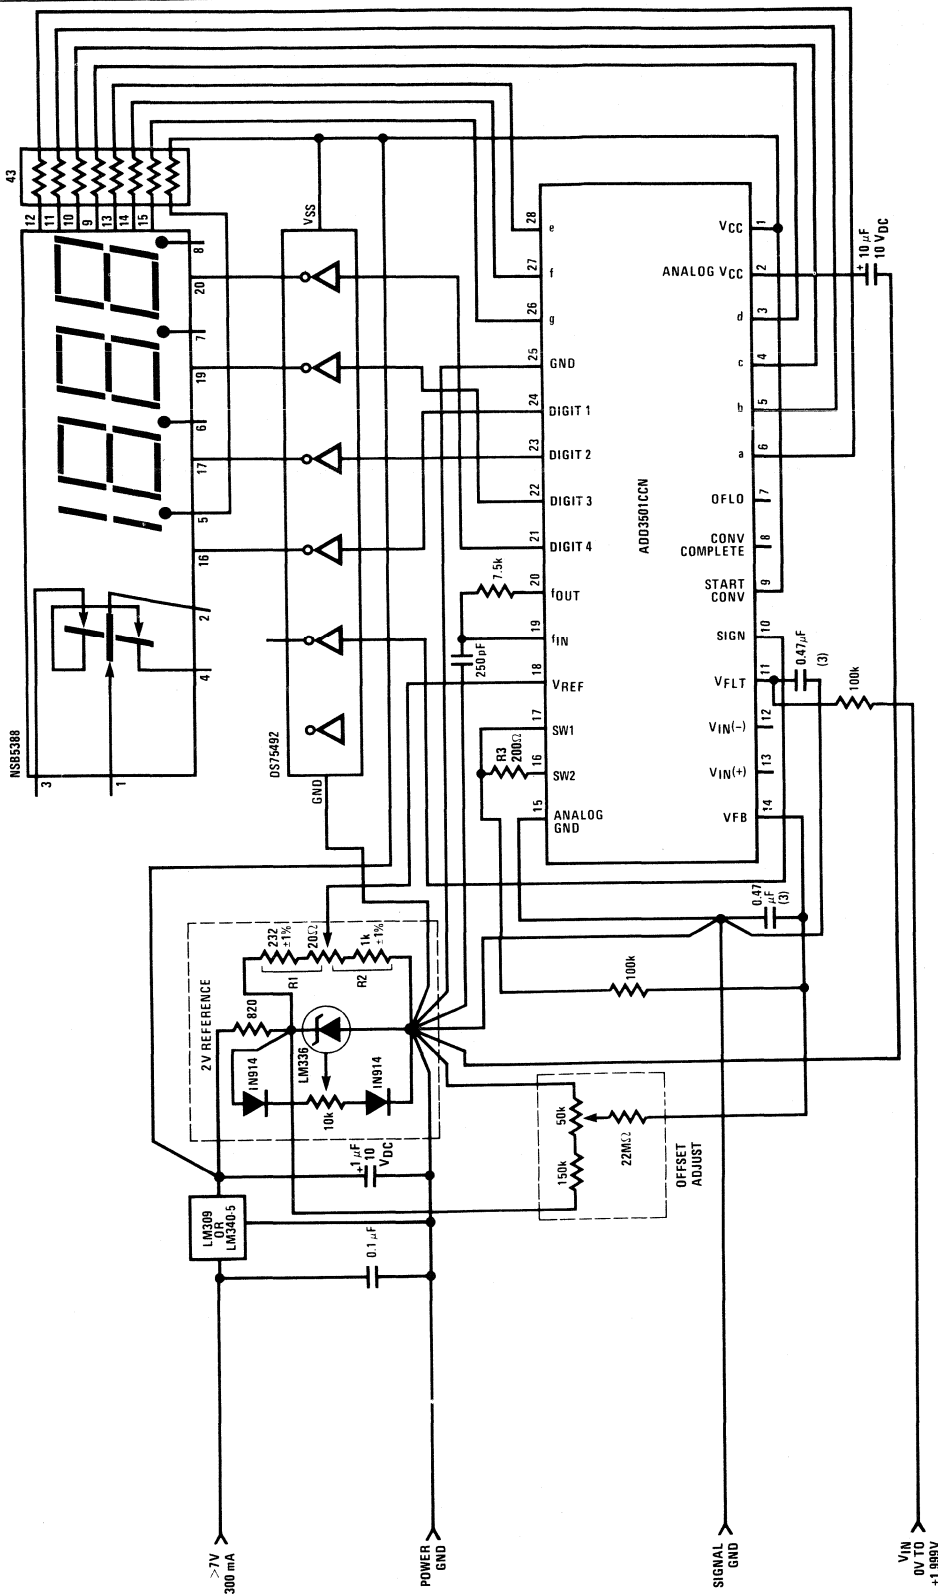 43
12
11
10
9
13
14
15
NSB5388
8
20
7
19
6
17
5
16
2
4
3
1
VSS
DS75492
GND
28
e
27
f
26
g
25
GND
24
DIGIT 1
23
DIGIT 2
22
DIGIT 3
21
DIGIT 4
20
fOUT
19
fIN
18
VREF
17
SW1
16
SW2
15
ANALOG
GND
7.5k
250 pF
R3
200Ω
ADD3501CCN
VCC
1
ANALOG VCC
2
d
3
c
4
b
5
a
6
OFLO
7
CONV
COMPLETE
8
START
CONV
9
SIGN
10
VFLT
11
VIN(−)
12
VIN(+)
13
VFB
14
+
10 µF
10 VDC
0.47µF
(3)
100k
0.47
µF
(3)
100k
2V REFERENCE
232
±1%
20Ω
1k
±1%
R1
R2
820
LM336
IN914
10k
IN914
+
1 µF
10
VDC
LM309
OR
LM340-5
0.1 µF
50k
150k
22MΩ
OFFSET
ADJUST
>7V
300 mA
POWER
GND
SIGNAL
GND
VIN
0V TO
+1.999V